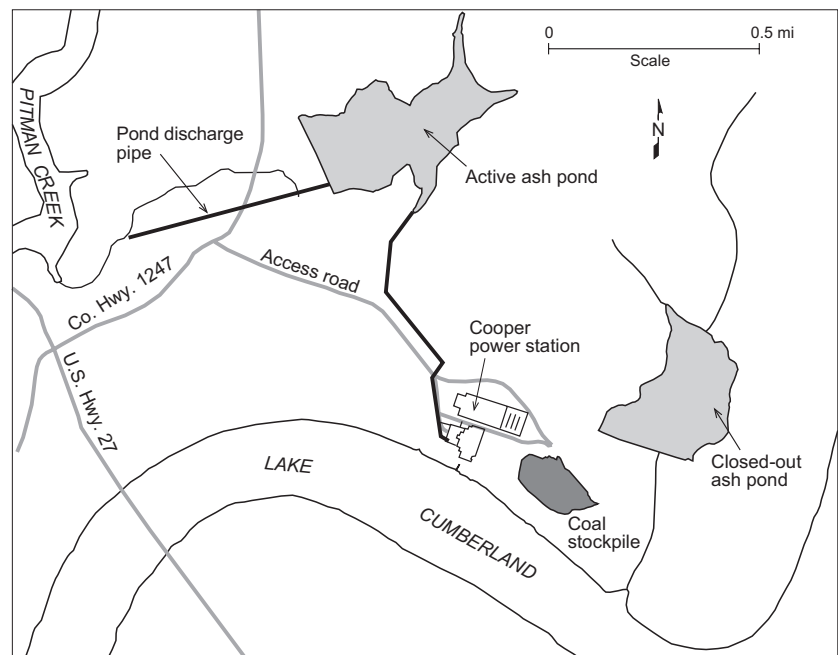 0 0.5 mi
Scale
N
PITMAN CREEK
Pond discharge
pipe
Active ash pond
Access road
Co. Hwy. 1247
Cooper
power station
U.S. Hwy. 27
LAKE
CUMBERLAND
Closed-out
ash pond
Coal
stockpile